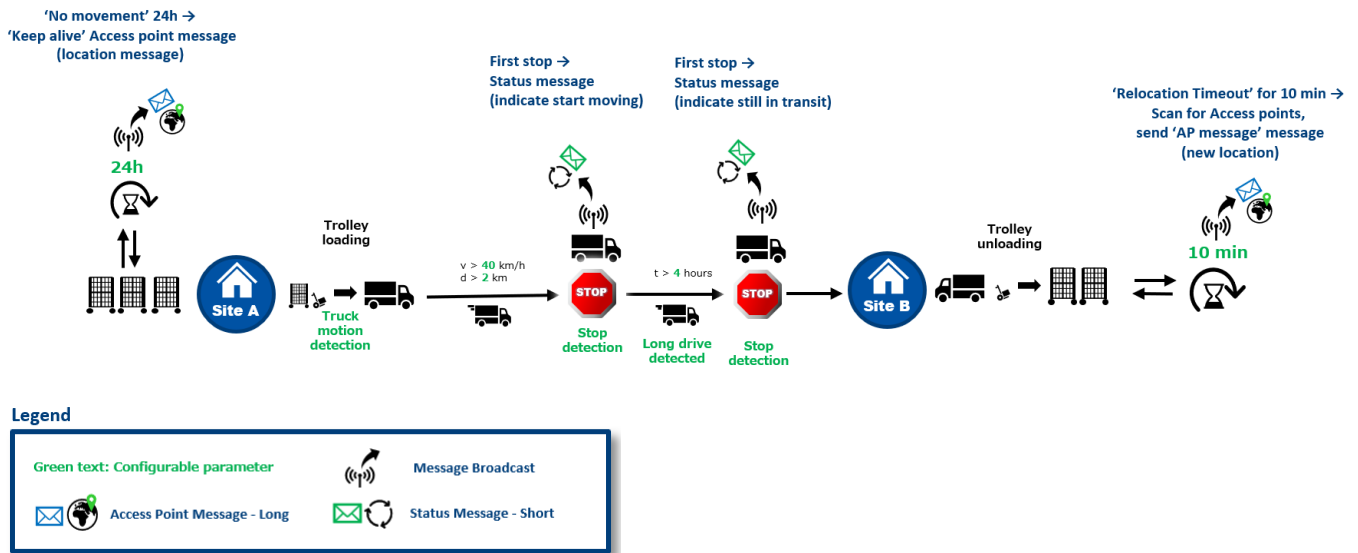 'No movement' 24h →
'Keep alive' Access point message
(location message)
24h
Site A
Trolley
loading
Truck
motion
detection
v > 40 km/h
d > 2 km
First stop →
Status message
(indicate start moving)
STOP
Stop
detection
t > 4 hours
Long drive
detected
First stop →
Status message
(indicate still in transit)
STOP
Stop
detection
Site B
Trolley
unloading
'Relocation Timeout' for 10 min →
Scan for Access points,
send 'AP message' message
(new location)
10 min
Legend
Green text: Configurable parameter
Message Broadcast
Access Point Message - Long
Status Message - Short